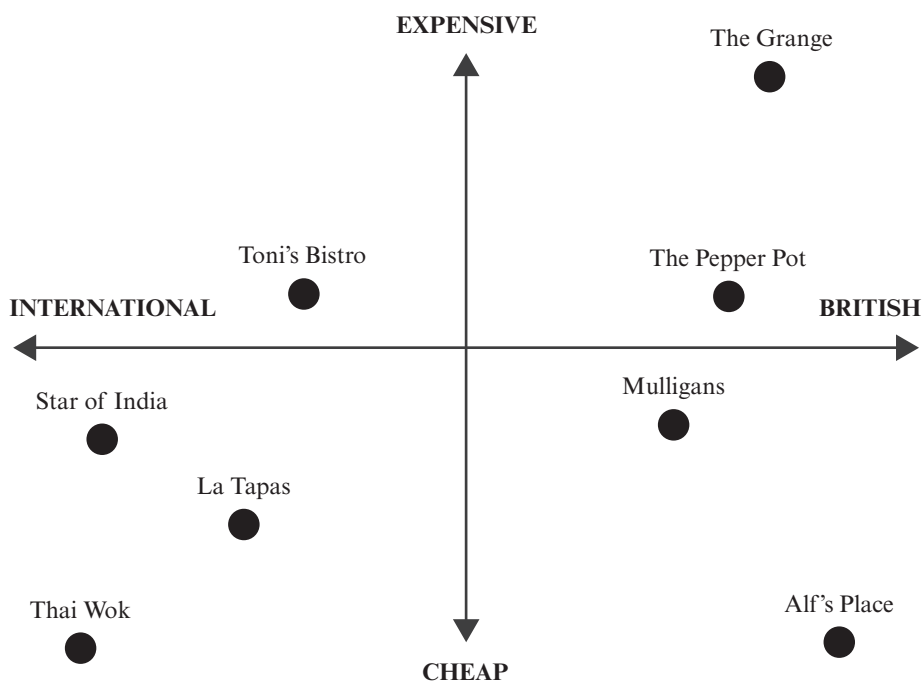 EXPENSIVE
The Grange
Toni's Bistro
The Pepper Pot
INTERNATIONAL
BRITISH
Star of India
Mulligans
La Tapas
Thai Wok
Alf's Place
CHEAP